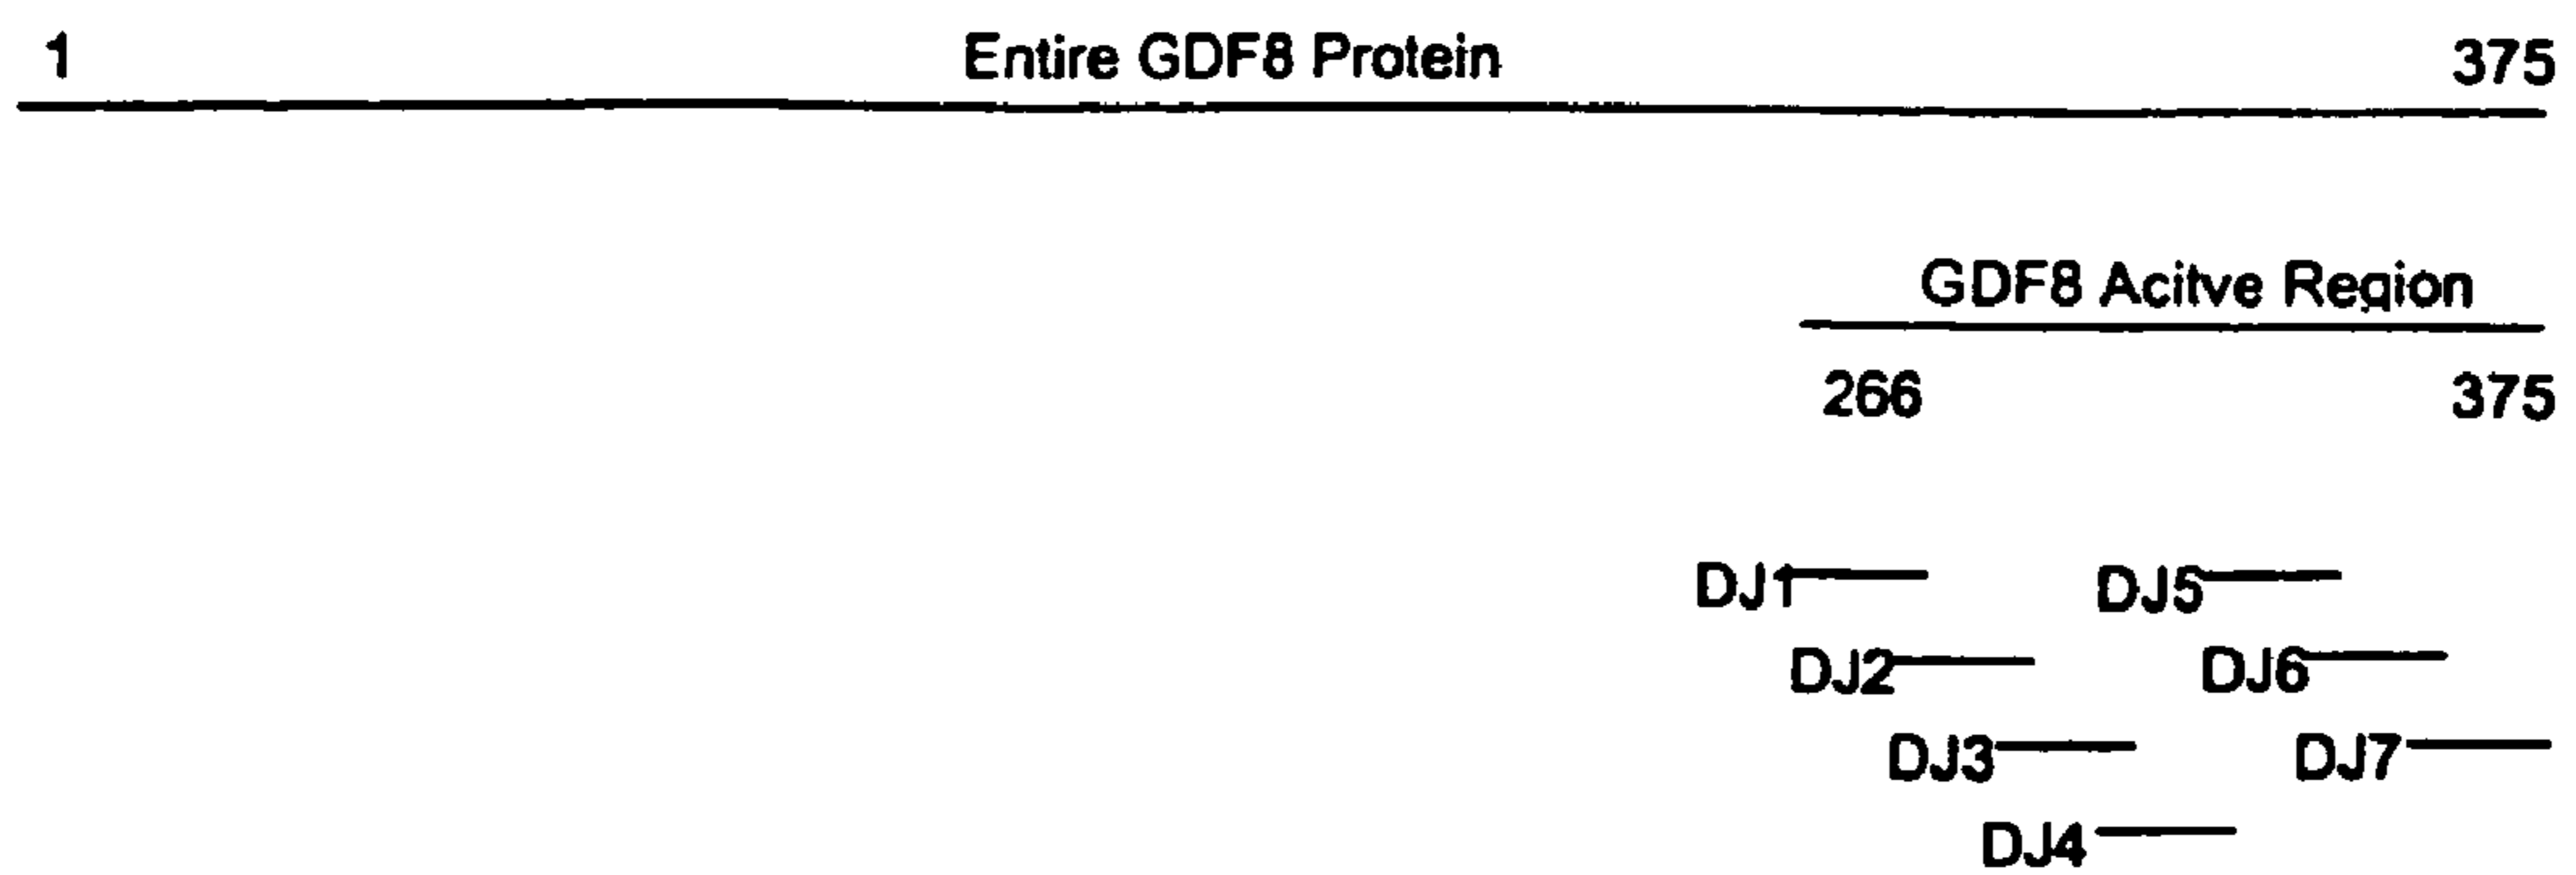 1 Entire GDF8 Protein 375
GDF8 Acitve Region
266 375
DJ1 DJ5
DJ2 DJ6
DJ3 DJ7
DJ4